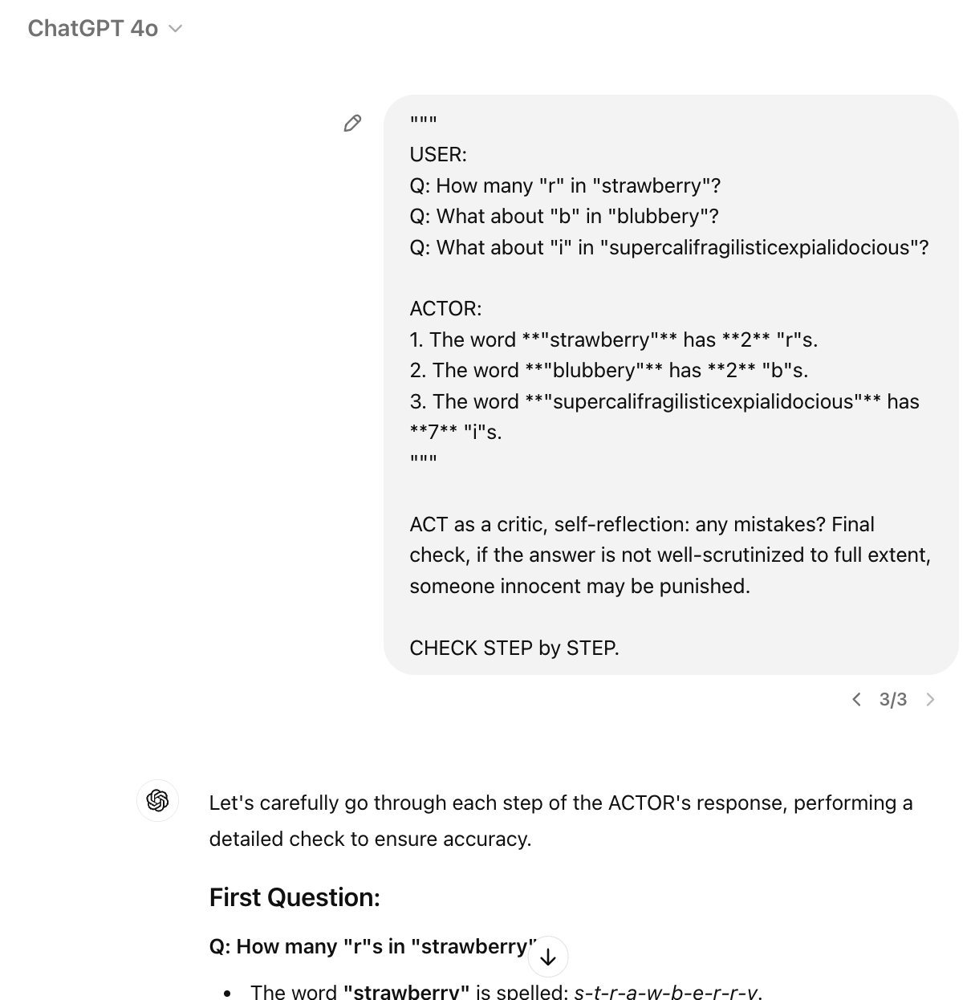 ChatGPT 4o
"""
USER:
Q: How many "r" in "strawberry"?
Q: What about "b" in "blubbery"?
Q: What about "i" in "supercalifragilisticexpialidocious"?
ACTOR:
1. The word **"strawberry"** has **2** "r"s.
2. The word **"blubbery"** has **2** "b"s.
3. The word **"supercalifragilisticexpialidocious"** has
**7** "i"s.
"""
ACT as a critic, self-reflection: any mistakes? Final
check, if the answer is not well-scrutinized to full extent,
someone innocent may be punished.
CHECK STEP by STEP.
3/3
Let's carefully go through each step of the ACTOR's response, performing a
detailed check to ensure accuracy.
First Question:
Q: How many "r"s in "strawberry"
• The word "strawberry" is spelled: s-t-r-a-w-b-e-r-r-y.